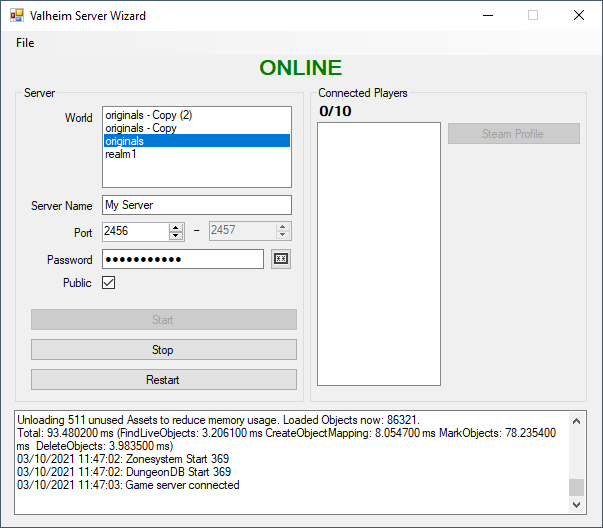 Valheim Server Wizard
File
ONLINE
Server
World
originals - Copy (2)
originals - Copy
originals
realm1
Server Name
My Server
Port
2456
-
2457
Password
●●●●●●●●●●●
Public
Start
Stop
Restart
Connected Players
0/10
Steam Profile
Unloading 511 unused Assets to reduce memory usage. Loaded Objects now: 86321.
Total: 93.480200 ms (FindLiveObjects: 3.206100 ms CreateObjectMapping: 8.054700 ms MarkObjects: 78.235400
ms  DeleteObjects: 3.983500 ms)
03/10/2021 11:47:02: Zonesystem Start 369
03/10/2021 11:47:02: DungeonDB Start 369
03/10/2021 11:47:03: Game server connected